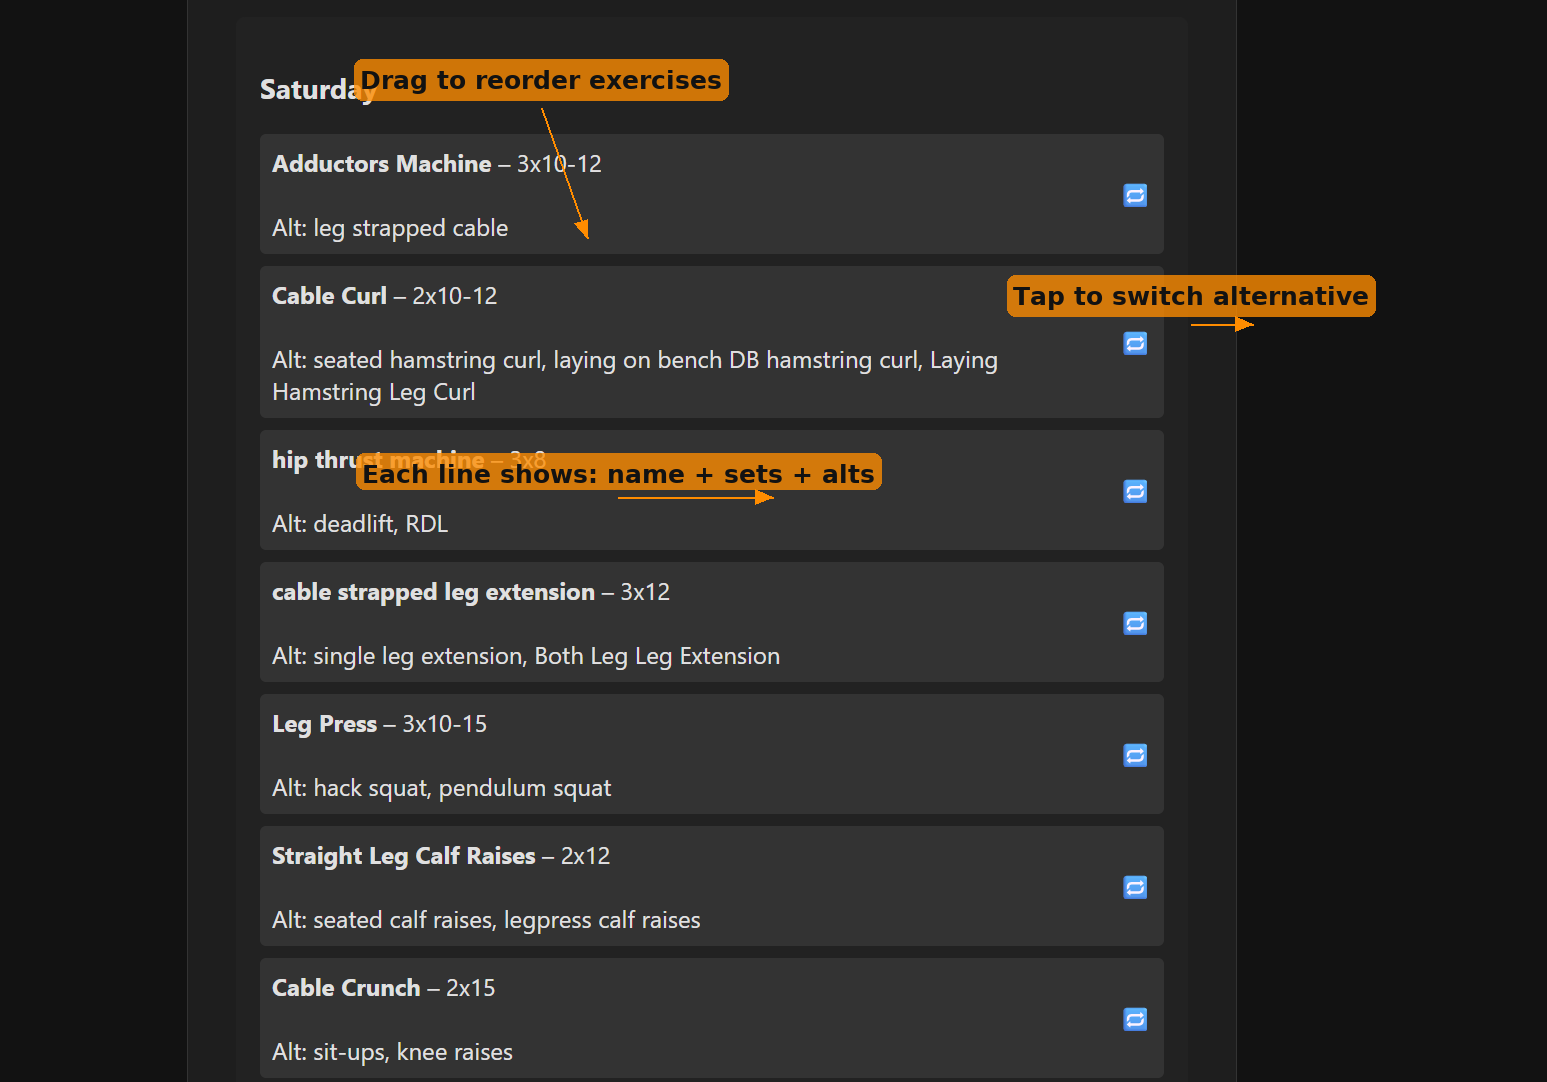 Drag to reorder exercises
Saturday
Adductors Machine – 3x10-12
Alt: leg strapped cable
Cable Curl – 2x10-12
Tap to switch alternative
Alt: seated hamstring curl, laying on bench DB hamstring curl, Laying
Hamstring Leg Curl
hip thrust machine – 3x8
Each line shows: name + sets + alts
Alt: deadlift, RDL
cable strapped leg extension – 3x12
Alt: single leg extension, Both Leg Leg Extension
Leg Press – 3x10-15
Alt: hack squat, pendulum squat
Straight Leg Calf Raises – 2x12
Alt: seated calf raises, legpress calf raises
Cable Crunch – 2x15
Alt: sit-ups, knee raises